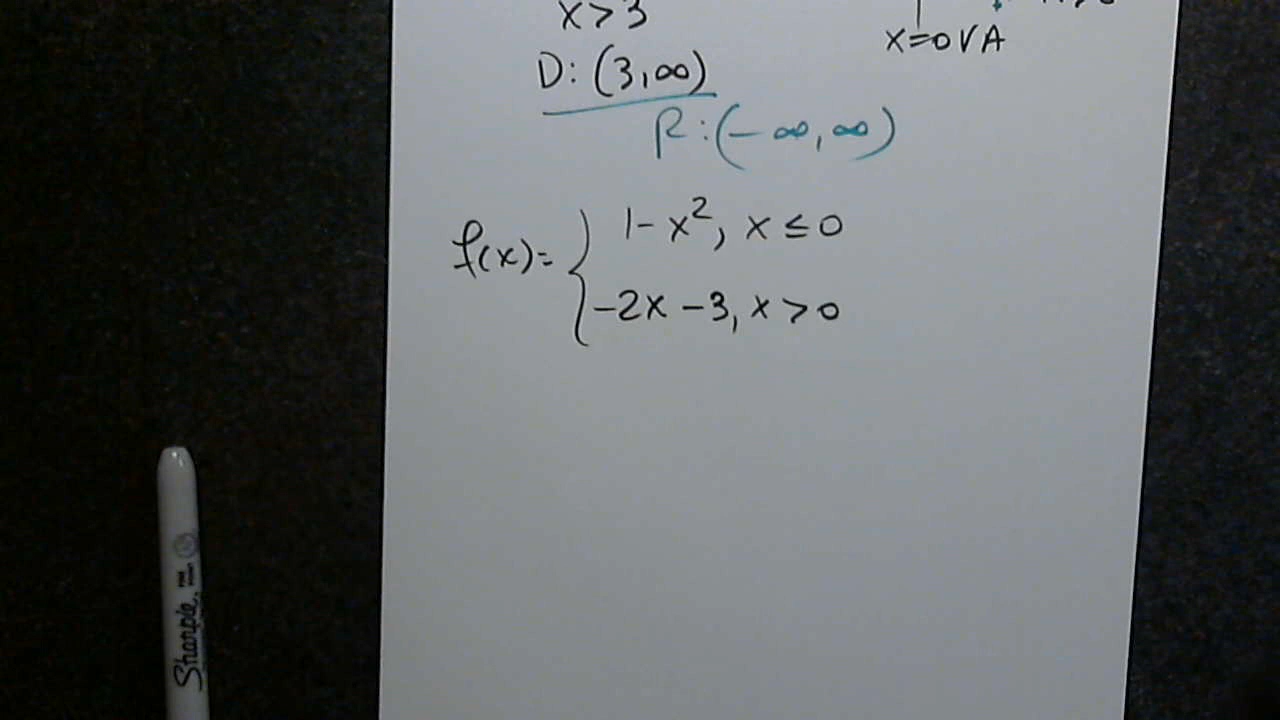 x > 3
x=0 VA
D: (3,∞)
R: (-∞,∞)
f(x)= { 1-x², x ≤ 0
-2x-3, x > 0
Sharpie